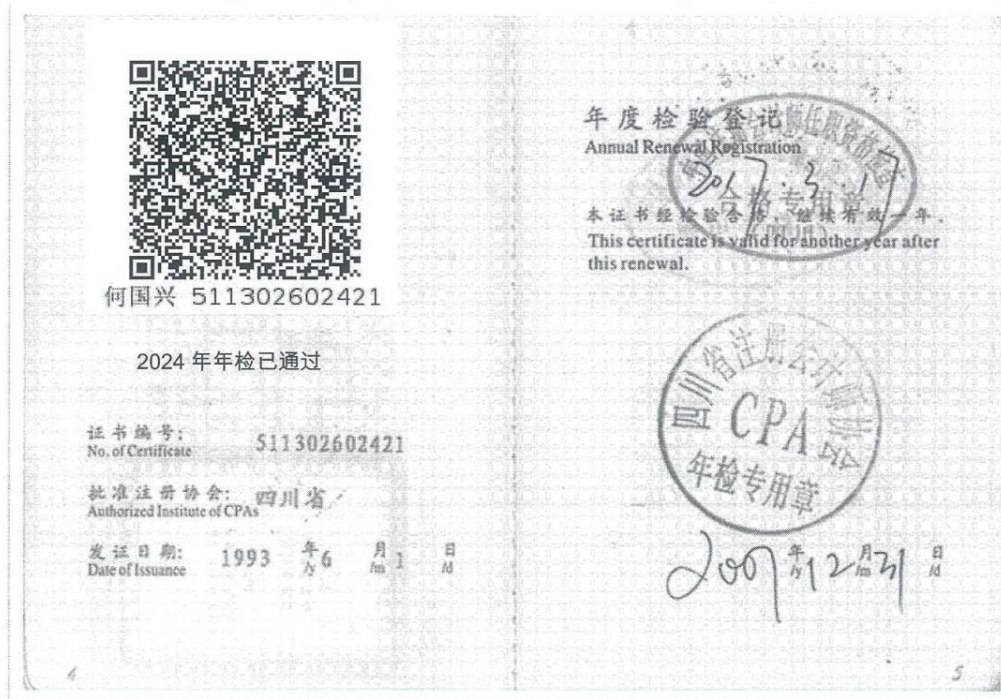 何国兴 511302602421
2024 年年检已通过
证书编号: 511302602421
No. of Certificate
批准注册协会: 四川省
Authorized Institute of CPAs
发证日期: 1993 年 6 月 1 日
Date of Issuance /y /m /d
4
年度检验登记
Annual Renewal Registration
2017.3.17
合格专用章
本证书经检验合格,继续有效一年.
This certificate is valid for another year after
this renewal.
四川省注册会计师协会
CPA
年检专用章
2007 年 12 月 31 日
/y /m /d
5